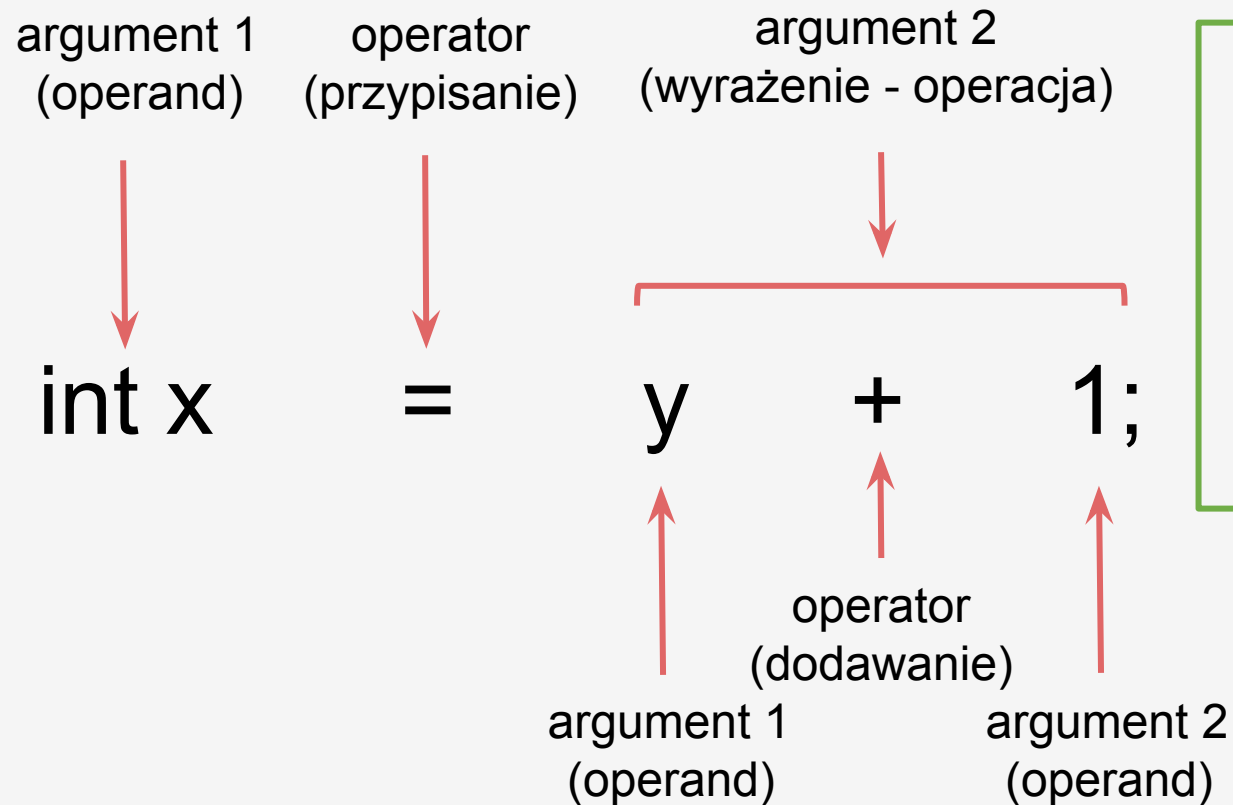 argument 1
(operand)
operator
(przypisanie)
argument 2
(wyrażenie - operacja)
int x = y + 1;
operator
(dodawanie)
argument 1
(operand)
argument 2
(operand)